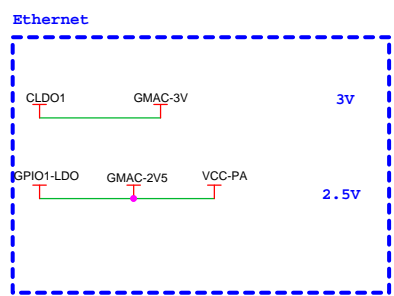 Ethernet
CLDO1 GMAC-3V 3V
GPIO1-LDO GMAC-2V5 VCC-PA 2.5V